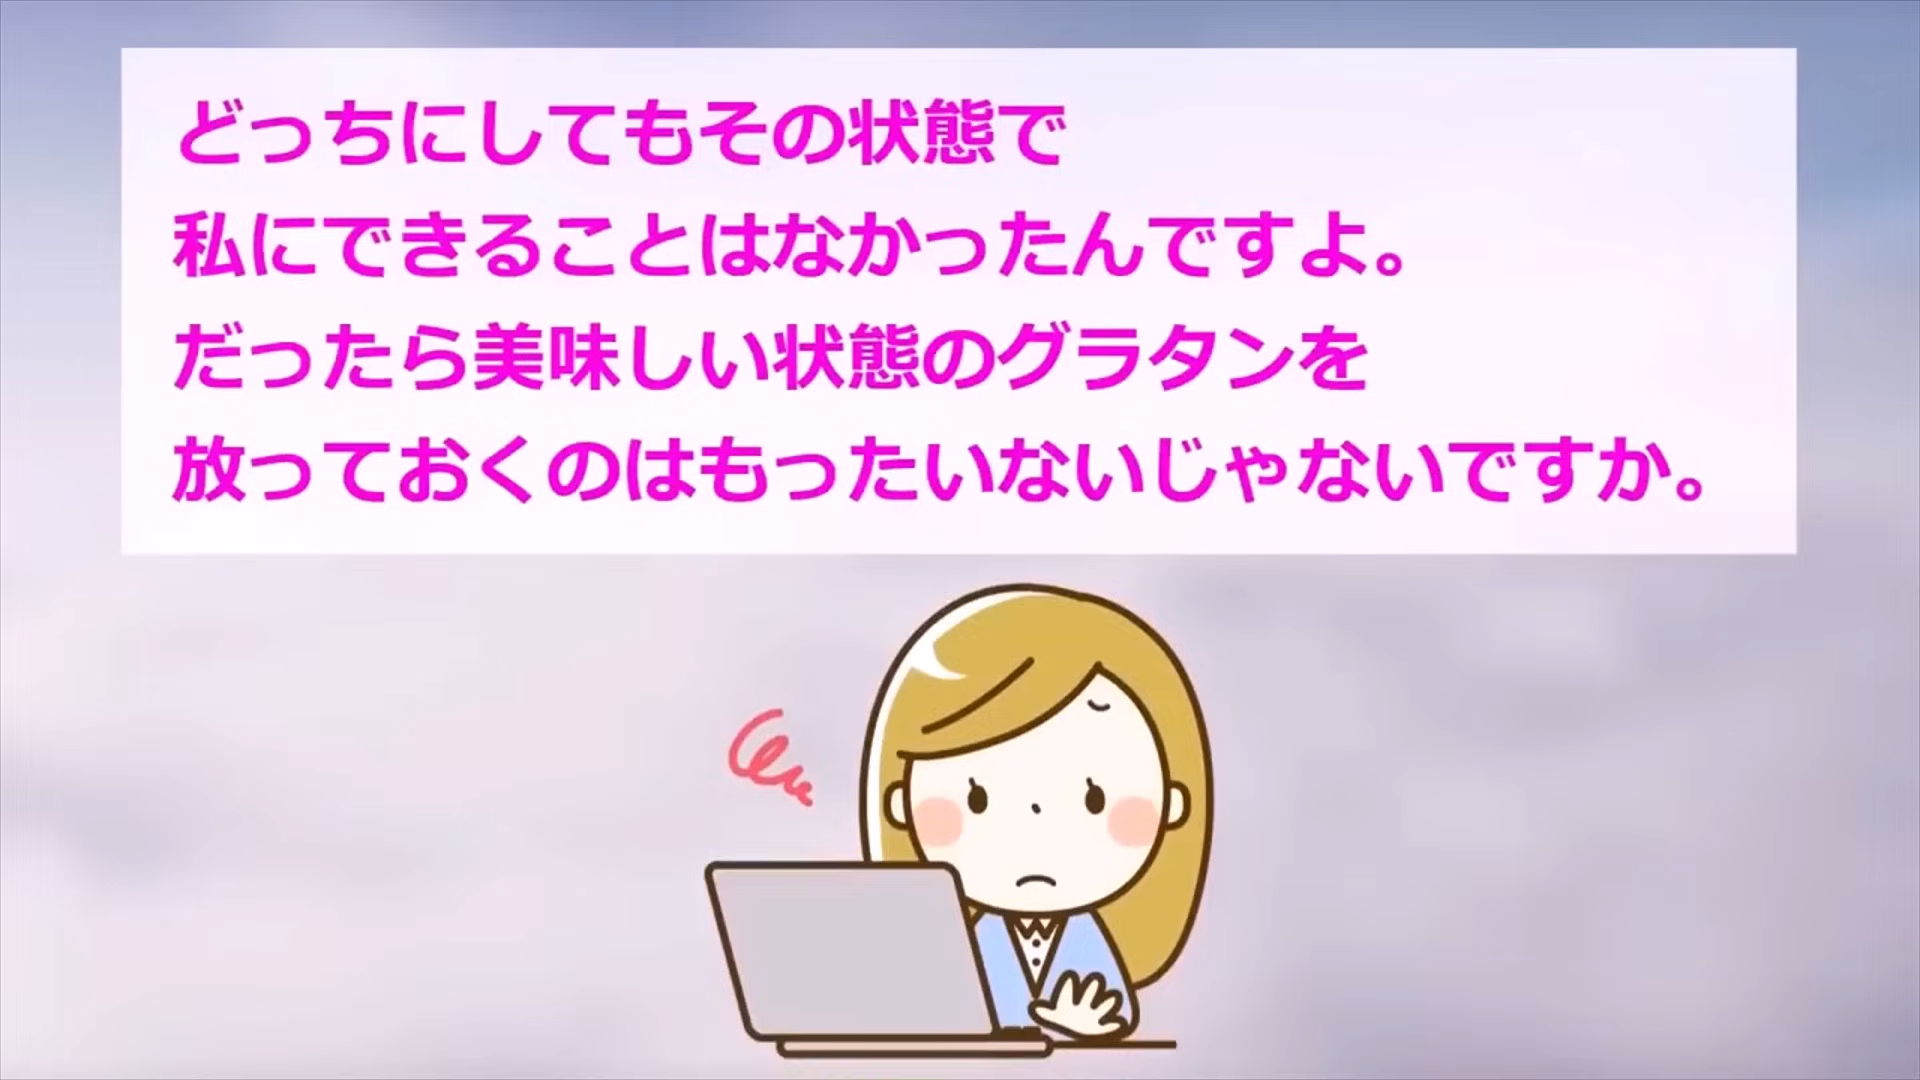 どっちにしてもその状態で
私にできることはなかったんですよ。
だったら美味しい状態のグラタンを
放っておくのはもったいないじゃないですか。